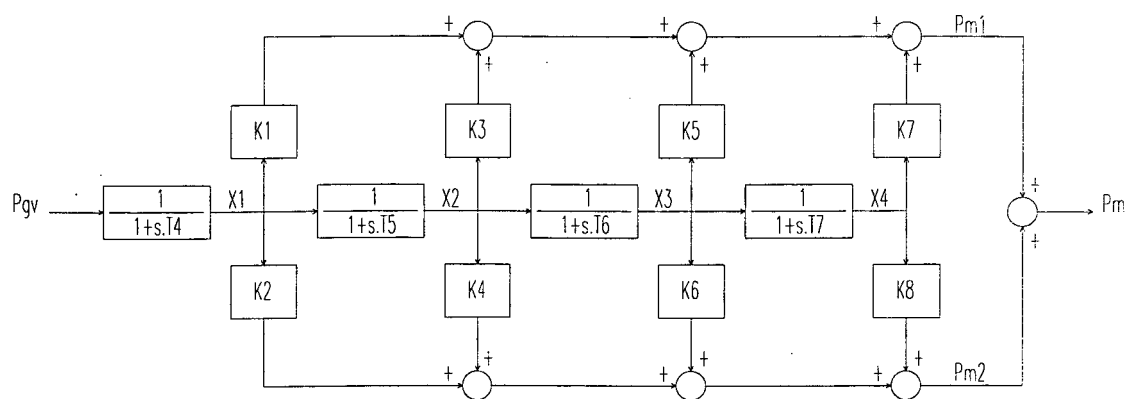 + + + Pm1
+ + +
K1 K3 K5 K7
Pgv 1 X1 1 X2 1 X3 1 X4 + Pm
1+s.T4 1+s.T5 1+s.T6 1+s.T7 +
K2 K4 K6 K8
+ + +
+ + + Pm2